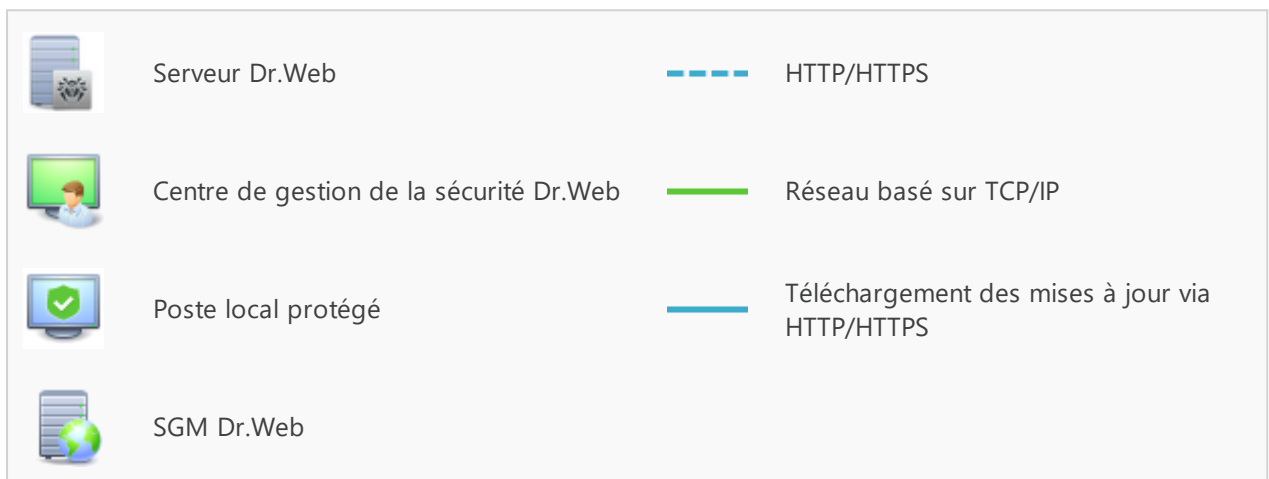 Serveur Dr.Web
HTTP/HTTPS
Centre de gestion de la sécurité Dr.Web
Réseau basé sur TCP/IP
Poste local protégé
Téléchargement des mises à jour via
HTTP/HTTPS
SGM Dr.Web